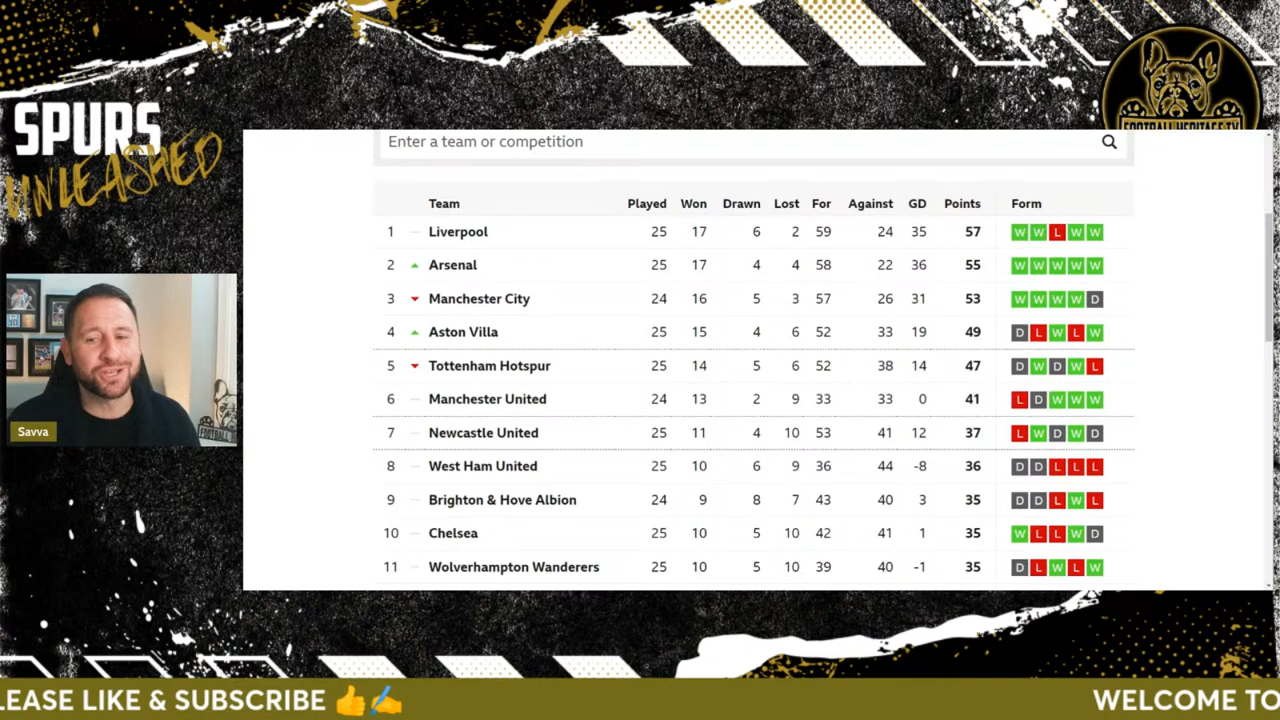 SPURS
UNLEASHED
FOOTBALL HERITAGE TV
Enter a team or competition
Team Played Won Drawn Lost For Against GD Points Form
1 Liverpool 25 17 6 2 59 24 35 57 W W L W W
2 Arsenal 25 17 4 4 58 22 36 55 W W W W W
3 Manchester City 24 16 5 3 57 26 31 53 W W W W D
4 Aston Villa 25 15 4 6 52 33 19 49 D L W L W
5 Tottenham Hotspur 25 14 5 6 52 38 14 47 D W D W L
6 Manchester United 24 13 2 9 33 33 0 41 L D W W W
7 Newcastle United 25 11 4 10 53 41 12 37 L W D W D
8 West Ham United 25 10 6 9 36 44 -8 36 D D L L L
9 Brighton & Hove Albion 24 9 8 7 43 40 3 35 D D L W L
10 Chelsea 25 10 5 10 42 41 1 35 W L L W D
11 Wolverhampton Wanderers 25 10 5 10 39 40 -1 35 D L W L W
Savva
LEASE LIKE & SUBSCRIBE 👍✍ WELCOME TO